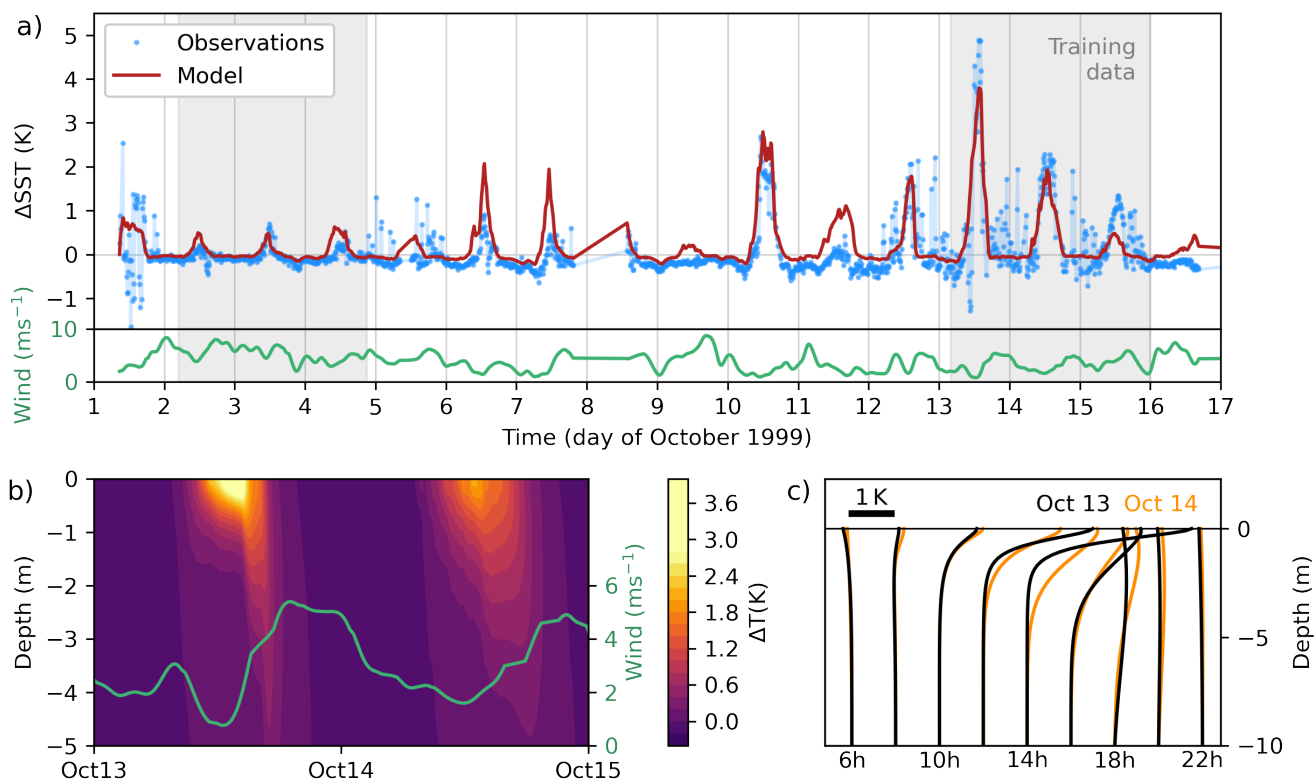 a)
Observations
Model
Training
data
ΔSST (K)
5
4
3
2
1
0
−1
Wind (ms⁻¹)
10
0
1 2 3 4 5 6 7 8 9 10 11 12 13 14 15 16 17
Time (day of October 1999)
b)
Depth (m)
0
−1
−2
−3
−4
−5
Oct13 Oct14 Oct15
6
4
2
0
Wind (ms⁻¹)
3.6
3.0
2.4
1.8
1.2
0.6
0.0
ΔT(K)
c)
1 K
Oct 13 Oct 14
0
−5
−10
Depth (m)
6h 10h 14h 18h 22h